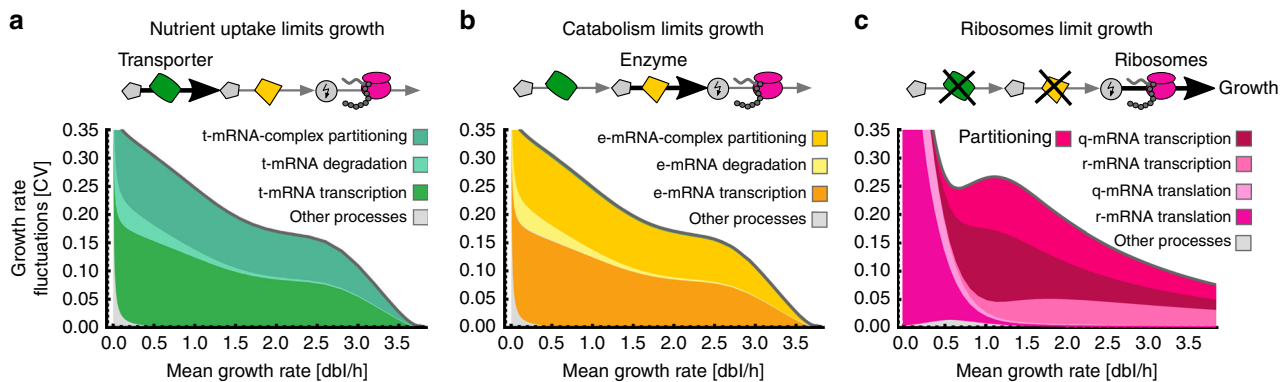 a
Nutrient uptake limits growth
Transporter
Growth rate
fluctuations [CV]
0.35
0.30
0.25
0.20
0.15
0.10
0.05
0.00
t-mRNA-complex partitioning
t-mRNA degradation
t-mRNA transcription
Other processes
0.0 0.5 1.0 1.5 2.0 2.5 3.0 3.5
Mean growth rate [dbl/h]
b
Catabolism limits growth
Enzyme
0.35
0.30
0.25
0.20
0.15
0.10
0.05
0.00
e-mRNA-complex partitioning
e-mRNA degradation
e-mRNA transcription
Other processes
0.0 0.5 1.0 1.5 2.0 2.5 3.0 3.5
Mean growth rate [dbl/h]
c
Ribosomes limit growth
Ribosomes
Growth
0.35
0.30
0.25
0.20
0.15
0.10
0.05
0.00
Partitioning
q-mRNA transcription
r-mRNA transcription
q-mRNA translation
r-mRNA translation
Other processes
0.0 0.5 1.0 1.5 2.0 2.5 3.0 3.5
Mean growth rate [dbl/h]